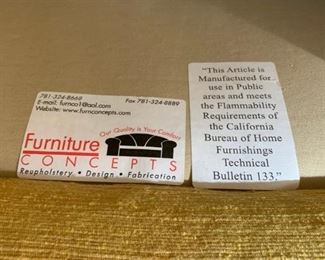 781-324-8668
E-mail: furnco1@aol.com Fax 781-324-8889
Website: www.furnconcepts.com
Our Quality is Your Comfort
Furniture
CONCEPTS
Reupholstery • Design • Fabrication
"This Article is
Manufactured for
use in Public
areas and meets
the Flammability
Requirements of
the California
Bureau of Home
Furnishings
Technical
Bulletin 133."